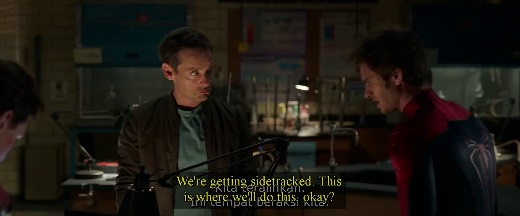 We're getting sidetracked. This
is where we'll do this, okay?
Kita teralihkan.
Ini tempat beraksi kita.